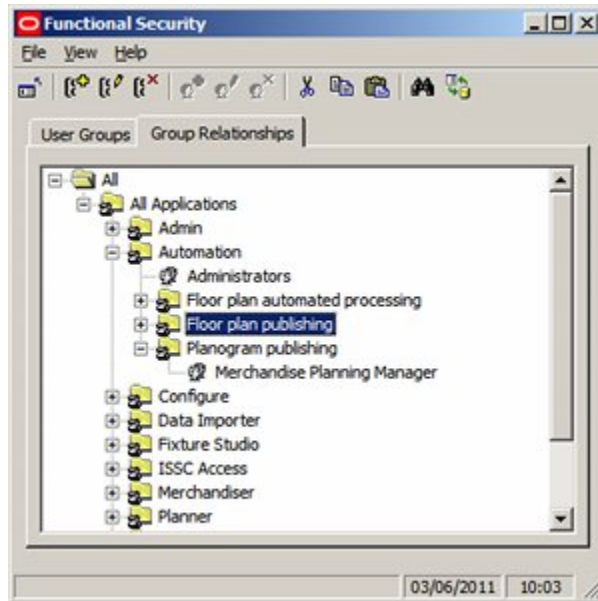 Functional Security
File View Help
User Groups Group Relationships
All
All Applications
Admin
Automation
Administrators
Floor plan automated processing
Floor plan publishing
Planogram publishing
Merchandise Planning Manager
Configure
Data Importer
Fixture Studio
ISSC Access
Merchandiser
Planner
03/06/2011 10:03